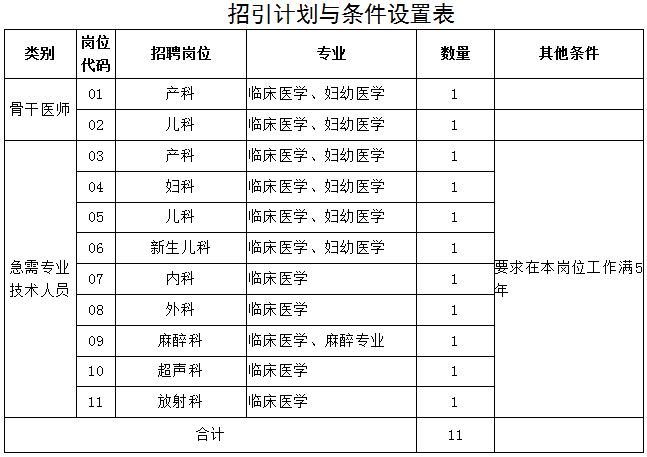 招引计划与条件设置表
类别 岗位代码 招聘岗位 专业 数量 其他条件
骨干医师 01 产科 临床医学、妇幼医学 1
02 儿科 临床医学、妇幼医学 1
急需专业技术人员 03 产科 临床医学、妇幼医学 1 要求在本岗位工作满5年
04 妇科 临床医学、妇幼医学 1
05 儿科 临床医学、妇幼医学 1
06 新生儿科 临床医学、妇幼医学 1
07 内科 临床医学 1
08 外科 临床医学 1
09 麻醉科 临床医学、麻醉专业 1
10 超声科 临床医学 1
11 放射科 临床医学 1
合计 11